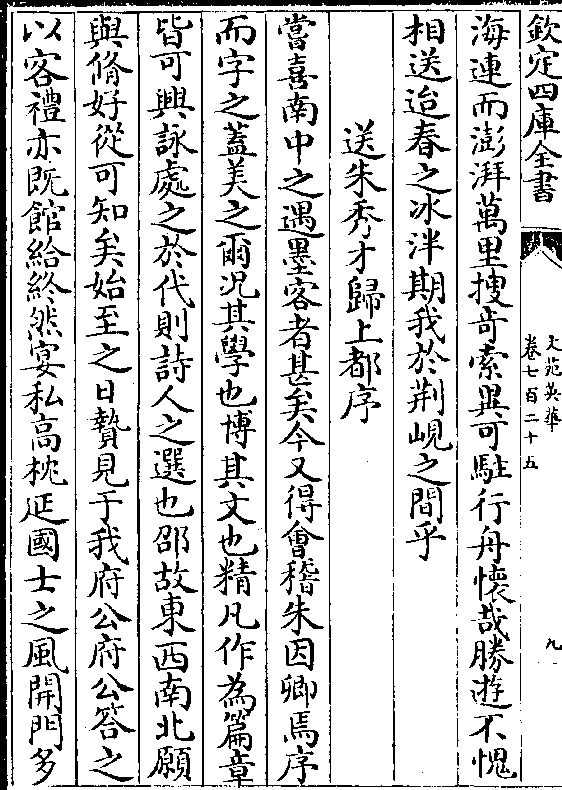 欽定四庫全書
文苑英華
卷七百二十五
九
海連而澎湃萬里搜奇索異可駐行舟懷哉勝遊不愧
相送迨春之冰泮期我於荆峴之間乎
送朱秀才歸上都序
嘗喜南中之遇墨客者甚矣今又得會稽朱因卿焉序
而字之蓋美之爾況其學也博其文也精凡作為篇章
皆可興詠處之於代則詩人之選也邵故東西南北願
與脩好從可知矣始至之日贄見于我府公府公答之
以客禮亦既館給終然宴私高枕延國士之風開門多